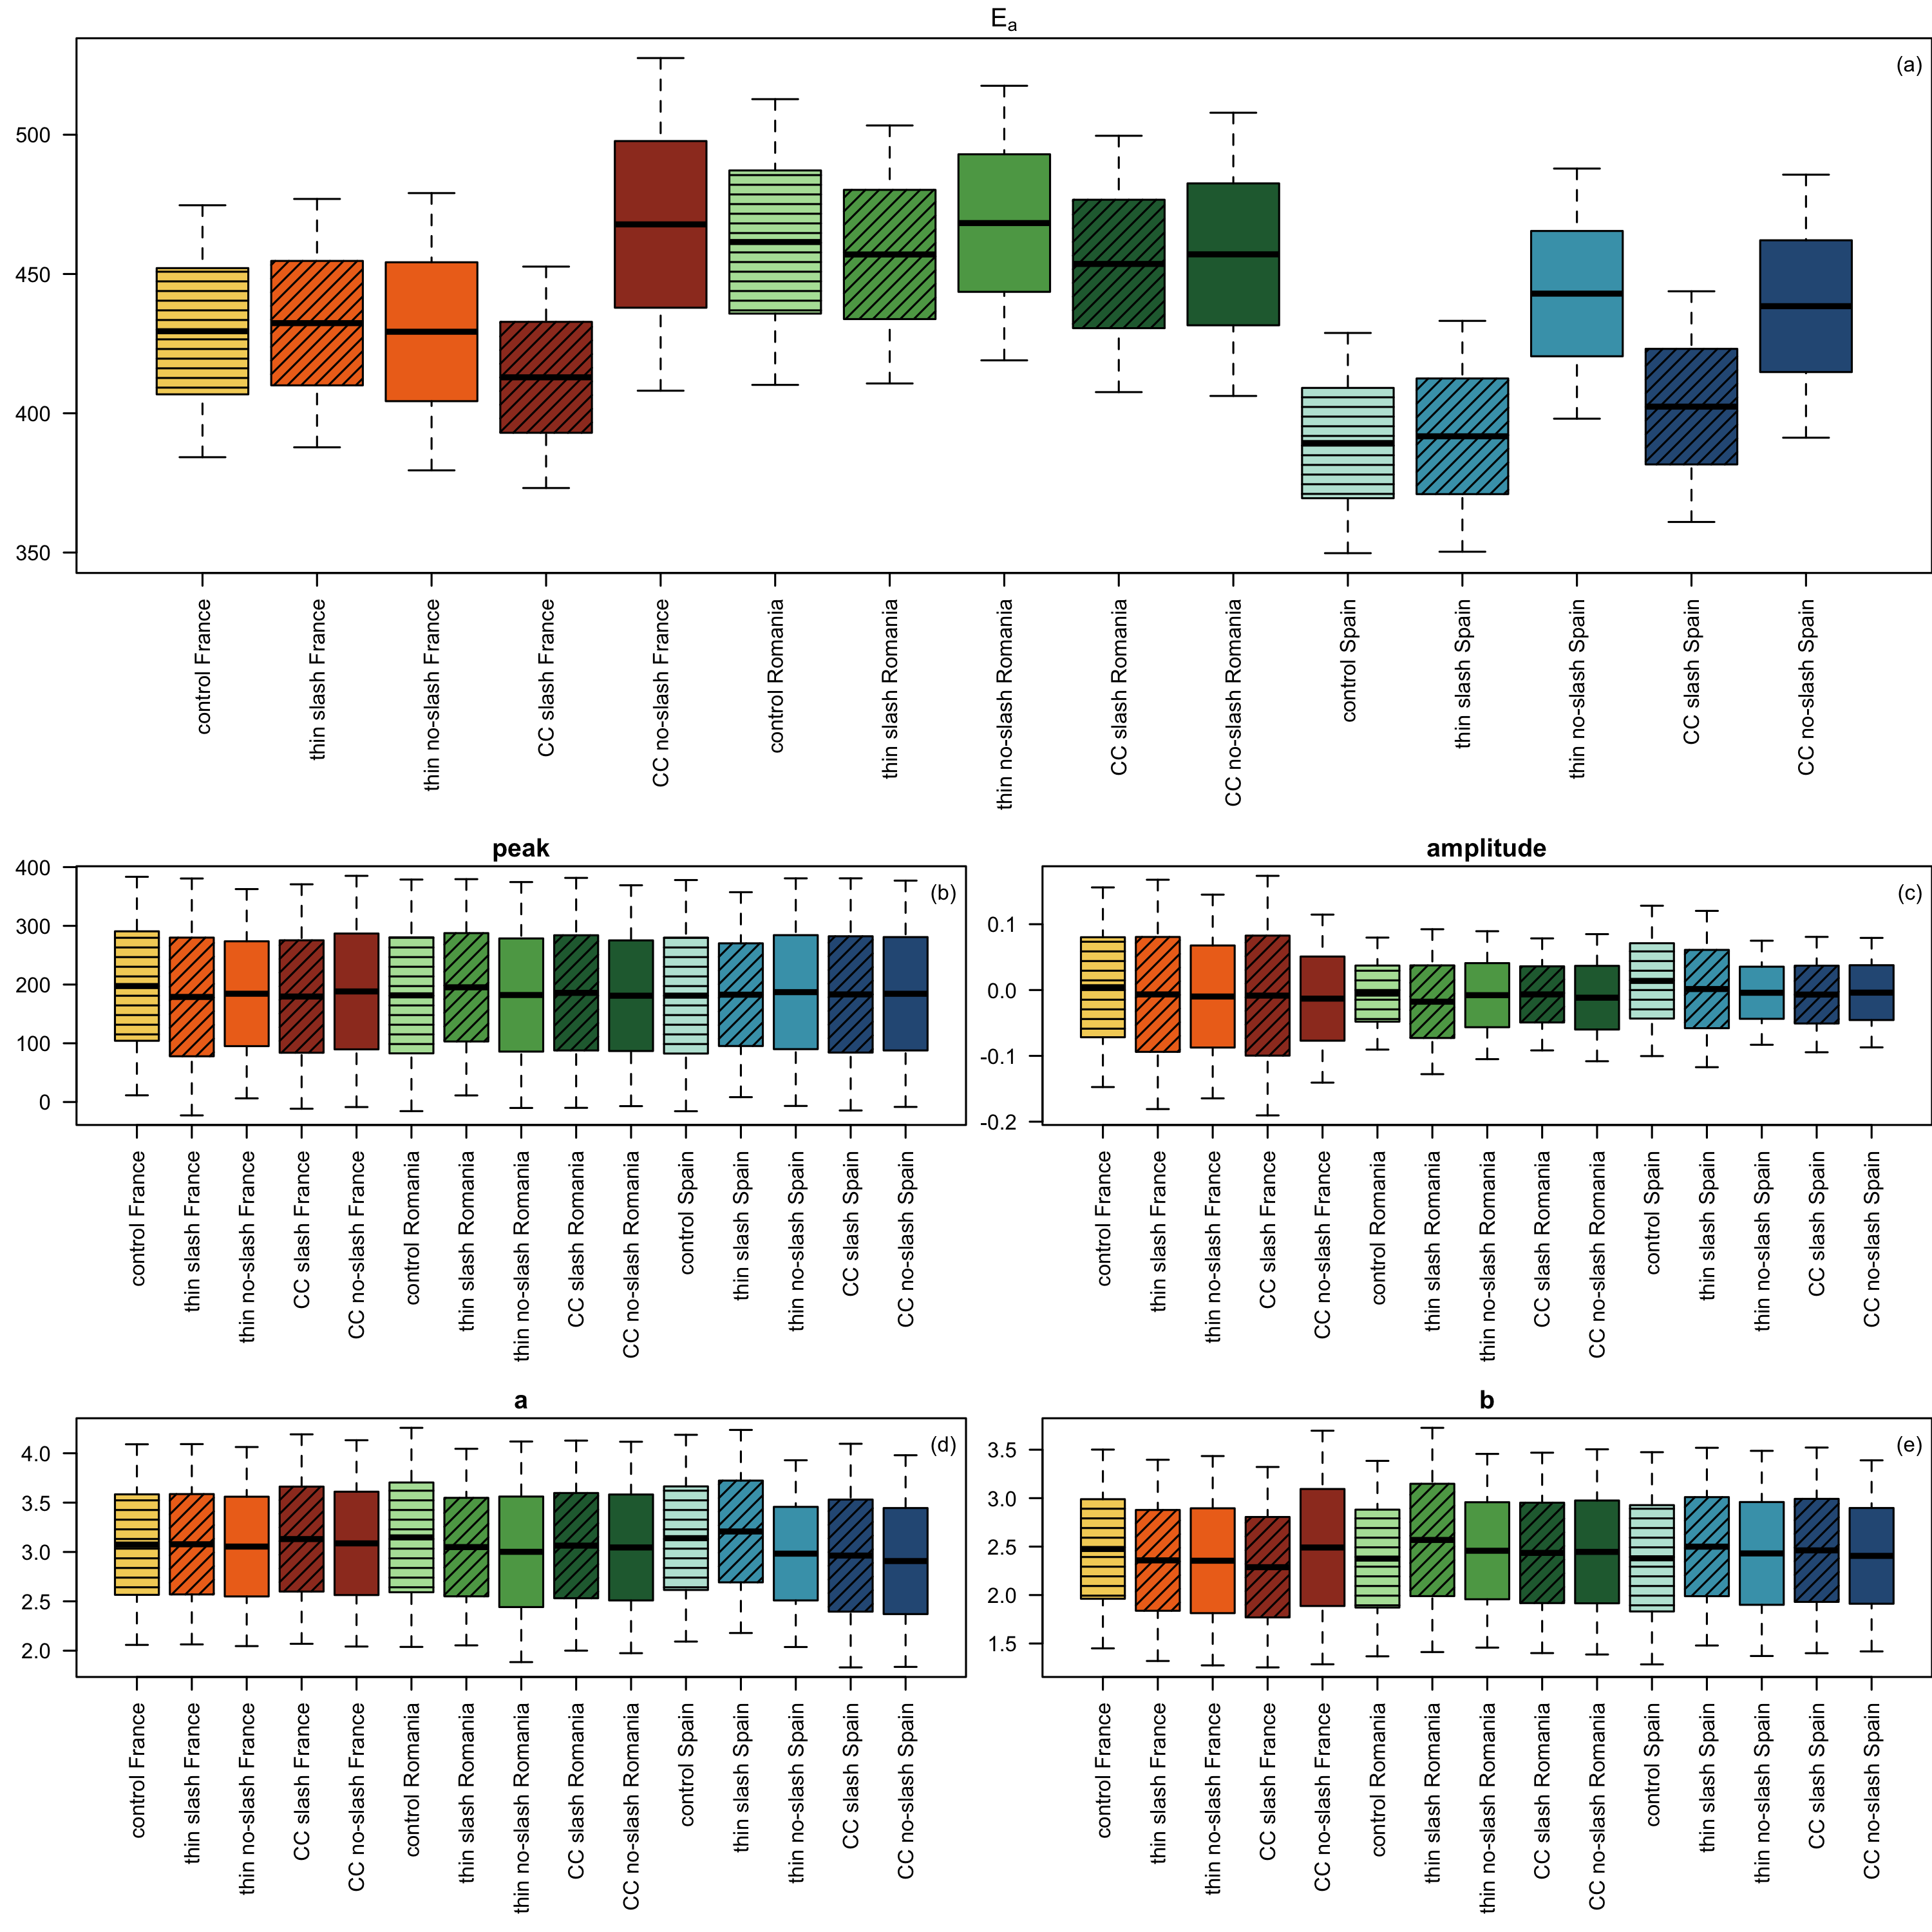 Eₐ
(a)
500
450
400
350
control France
thin slash France
thin no-slash France
CC slash France
CC no-slash France
control Romania
thin slash Romania
thin no-slash Romania
CC slash Romania
CC no-slash Romania
control Spain
thin slash Spain
thin no-slash Spain
CC slash Spain
CC no-slash Spain
peak
(b)
400
300
200
100
0
control France
thin slash France
thin no-slash France
CC slash France
CC no-slash France
control Romania
thin slash Romania
thin no-slash Romania
CC slash Romania
CC no-slash Romania
control Spain
thin slash Spain
thin no-slash Spain
CC slash Spain
CC no-slash Spain
amplitude
(c)
0.1
0.0
-0.1
-0.2
control France
thin slash France
thin no-slash France
CC slash France
CC no-slash France
control Romania
thin slash Romania
thin no-slash Romania
CC slash Romania
CC no-slash Romania
control Spain
thin slash Spain
thin no-slash Spain
CC slash Spain
CC no-slash Spain
a
(d)
4.0
3.5
3.0
2.5
2.0
control France
thin slash France
thin no-slash France
CC slash France
CC no-slash France
control Romania
thin slash Romania
thin no-slash Romania
CC slash Romania
CC no-slash Romania
control Spain
thin slash Spain
thin no-slash Spain
CC slash Spain
CC no-slash Spain
b
(e)
3.5
3.0
2.5
2.0
1.5
control France
thin slash France
thin no-slash France
CC slash France
CC no-slash France
control Romania
thin slash Romania
thin no-slash Romania
CC slash Romania
CC no-slash Romania
control Spain
thin slash Spain
thin no-slash Spain
CC slash Spain
CC no-slash Spain